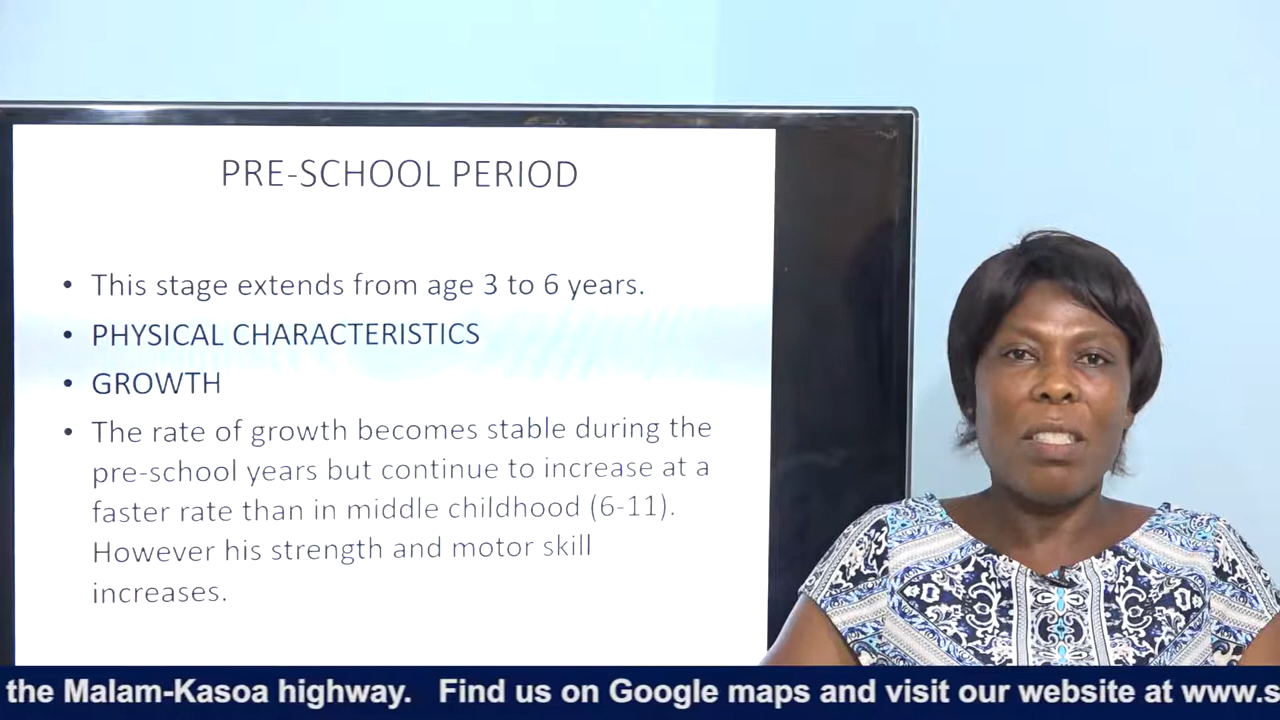 PRE-SCHOOL PERIOD
• This stage extends from age 3 to 6 years.
• PHYSICAL CHARACTERISTICS
• GROWTH
• The rate of growth becomes stable during the
pre-school years but continue to increase at a
faster rate than in middle childhood (6-11).
However his strength and motor skill
increases.
the Malam-Kasoa highway. Find us on Google maps and visit our website at www.s